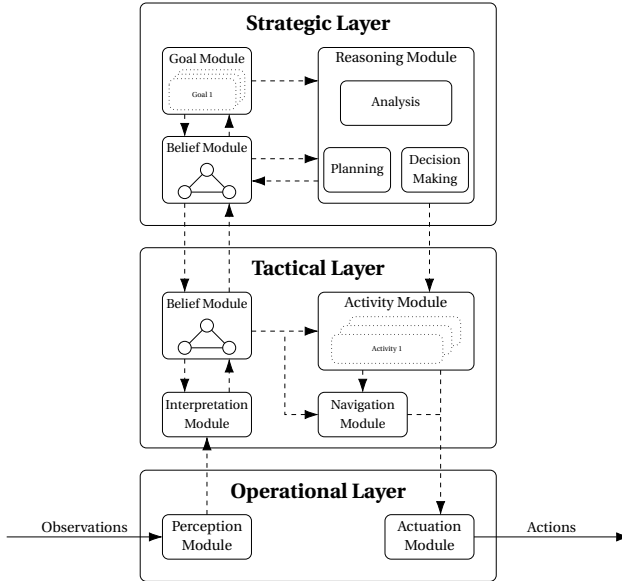 Strategic Layer
Goal Module
Goal 1
Reasoning Module
Analysis
Belief Module
Planning
Decision
Making
Tactical Layer
Belief Module
Activity Module
Activity 1
Interpretation
Module
Navigation
Module
Operational Layer
Observations
Perception
Module
Actuation
Module
Actions